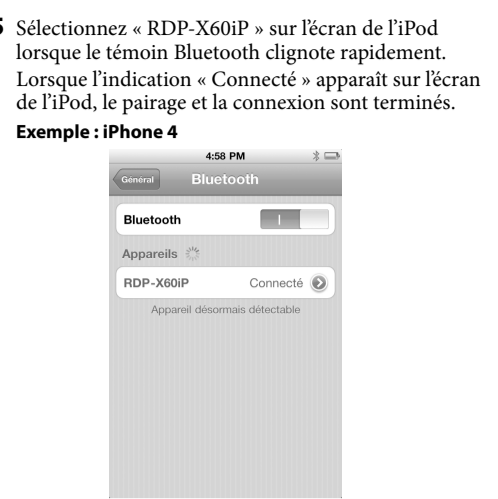 5 Sélectionnez « RDP-X60iP » sur l’écran de l’iPod
lorsque le témoin Bluetooth clignote rapidement.
Lorsque l’indication « Connecté » apparaît sur l’écran
de l’iPod, le pairage et la connexion sont terminés.
Exemple : iPhone 4
4:58 PM
Général Bluetooth
Bluetooth
Appareils
RDP-X60iP Connecté
Appareil désormais détectable